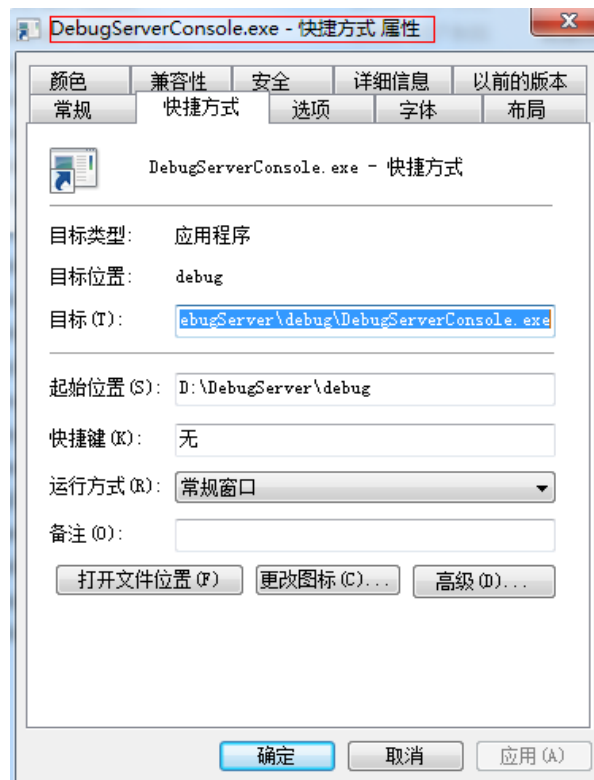 DebugServerConsole.exe - 快捷方式 属性
颜色 兼容性 安全 详细信息 以前的版本
常规 快捷方式 选项 字体 布局
DebugServerConsole.exe - 快捷方式
目标类型: 应用程序
目标位置: debug
目标(T): ebugServer\debug\DebugServerConsole.exe
起始位置(S): D:\DebugServer\debug
快捷键(K): 无
运行方式(R): 常规窗口
备注(O):
打开文件位置(F) 更改图标(C)... 高级(D)...
确定 取消 应用(A)